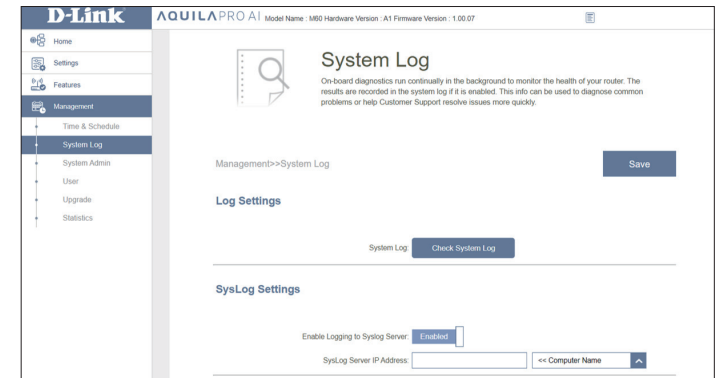 D-Link
AQUILA PRO AI Model Name : M60 Hardware Version : A1 Firmware Version : 1.00.07
Home
Settings
Features
Management
Time & Schedule
System Log
System Admin
User
Upgrade
Statistics
System Log
On-board diagnostics run continually in the background to monitor the health of your router. The
results are recorded in the system log if it is enabled. This info can be used to diagnose common
problems or help Customer Support resolve issues more quickly.
Management>>System Log
Save
Log Settings
System Log: Check System Log
SysLog Settings
Enable Logging to Syslog Server: Enabled
SysLog Server IP Address: << Computer Name